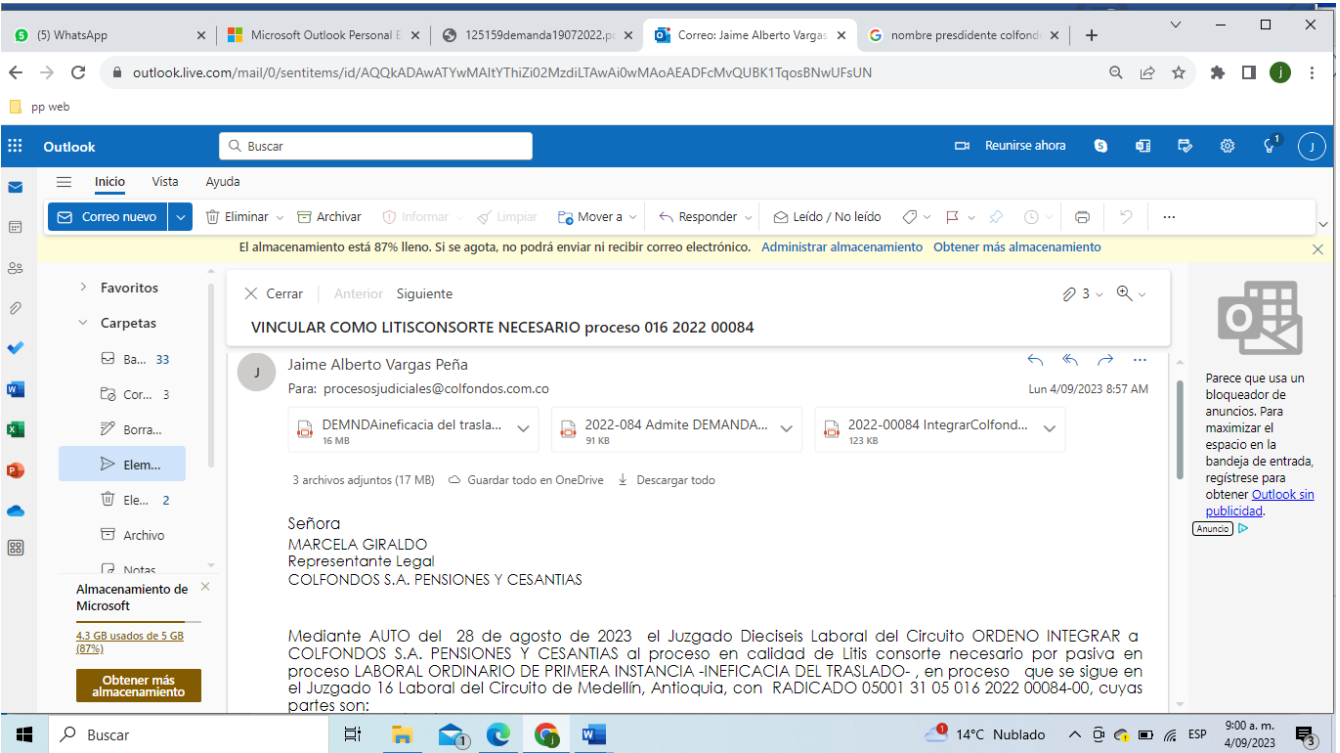 (5) WhatsApp
Microsoft Outlook Personal E
125159demanda19072022.p
Correo: Jaime Alberto Vargas
nombre presdidente colfond
outlook.live.com/mail/0/sentitems/id/AQQkADAwATYwMAItYThiZi02MzdiLTAwAi0wMAoAEADFcMvQUBK1TqosBNwUFsUN
pp web
Outlook
Buscar
Reunirse ahora
1
J
Inicio Vista Ayuda
Correo nuevo
Eliminar
Archivar
Informar
Limpiar
Mover a
Responder
Leído / No leído
El almacenamiento está 87% lleno. Si se agota, no podrá enviar ni recibir correo electrónico. Administrar almacenamiento Obtener más almacenamiento
Favoritos
Carpetas
Ba... 33
Cor... 3
Borra...
Elem...
Ele... 2
Archivo
Notas
Almacenamiento de
Microsoft
4.3 GB usados de 5 GB
(87%)
Obtener más
almacenamiento
Cerrar Anterior Siguiente
3
VINCULAR COMO LITISCONSORTE NECESARIO proceso 016 2022 00084
J
Jaime Alberto Vargas Peña
Para: procesosjudiciales@colfondos.com.co
Lun 4/09/2023 8:57 AM
DEMNDAineficacia del trasla...
16 MB
2022-084 Admite DEMANDA...
91 KB
2022-00084 IntegrarColfond...
123 KB
3 archivos adjuntos (17 MB) Guardar todo en OneDrive Descargar todo
Señora
MARCELA GIRALDO
Representante Legal
COLFONDOS S.A. PENSIONES Y CESANTIAS
Mediante AUTO del 28 de agosto de 2023 el Juzgado Dieciseis Laboral del Circuito ORDENO INTEGRAR a
COLFONDOS S.A. PENSIONES Y CESANTIAS al proceso en calidad de Litis consorte necesario por pasiva en
proceso LABORAL ORDINARIO DE PRIMERA INSTANCIA -INEFICACIA DEL TRASLADO- , en proceso que se sigue en
el Juzgado 16 Laboral del Circuito de Medellín, Antioquia, con RADICADO 05001 31 05 016 2022 00084-00, cuyas
partes son:
Parece que usa un
bloqueador de
anuncios. Para
maximizar el
espacio en la
bandeja de entrada,
regístrese para
obtener Outlook sin
publicidad.
Anuncio
Buscar
14°C Nublado
ESP
9:00 a. m.
4/09/2023
3